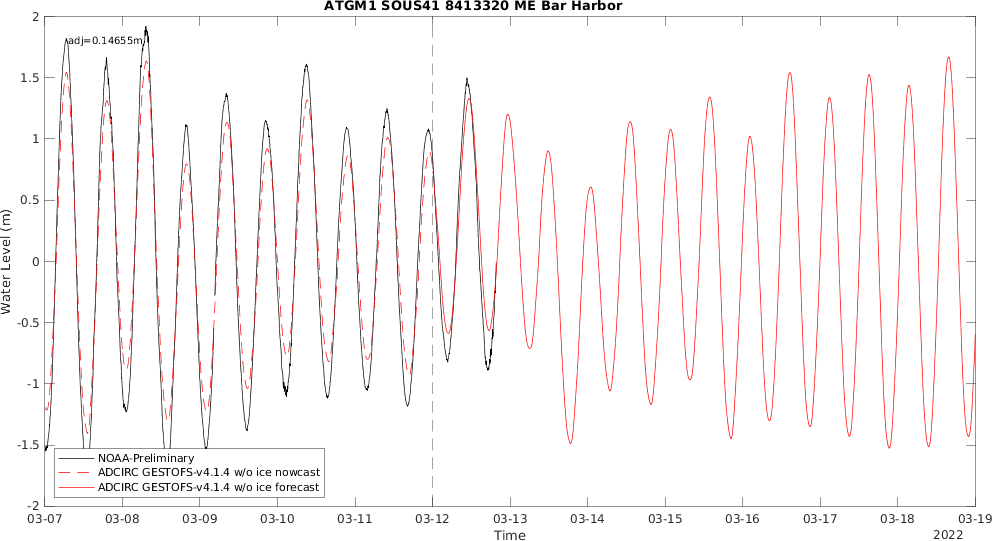 ATGM1 SOUS41 8413320 ME Bar Harbor
adj=0.14655m
2
1.5
1
0.5
0
-0.5
-1
-1.5
-2
Water Level (m)
NOAA-Preliminary
ADCIRC GESTOFS-v4.1.4 w/o ice nowcast
ADCIRC GESTOFS-v4.1.4 w/o ice forecast
03-07 03-08 03-09 03-10 03-11 03-12 03-13 03-14 03-15 03-16 03-17 03-18 03-19
Time
2022